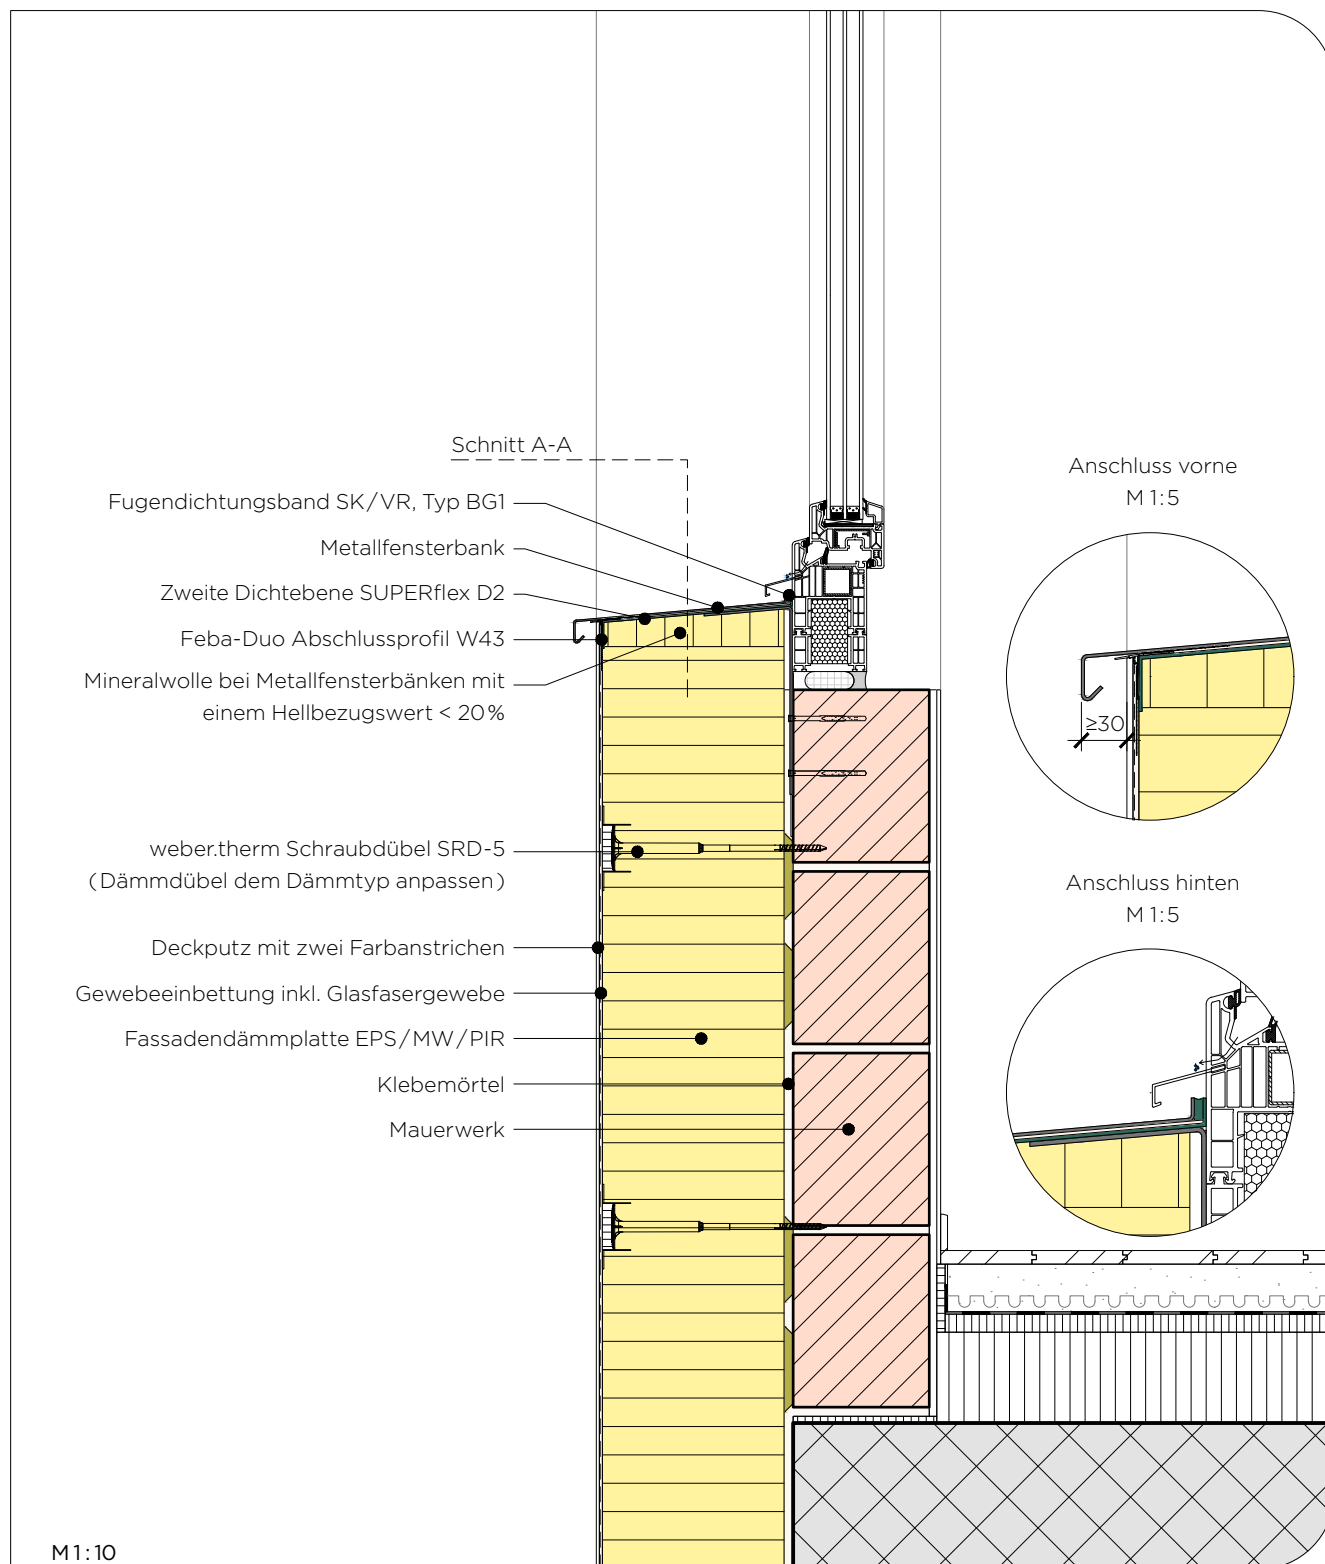 Schnitt A-A
Fugendichtungsband SK/VR, Typ BG1
Metallfensterbank
Zweite Dichtebene SUPERflex D2
Feba-Duo Abschlussprofil W43
Mineralwolle bei Metallfensterbänken mit
einem Hellbezugswert < 20 %
weber.therm Schraubdübel SRD-5
(Dämmdübel dem Dämmtyp anpassen)
Deckputz mit zwei Farbanstrichen
Gewebeeinbettung inkl. Glasfasergewebe
Fassadendämmplatte EPS/MW/PIR
Klebemörtel
Mauerwerk
Anschluss vorne
M 1:5
≥30
Anschluss hinten
M 1:5
M 1:10